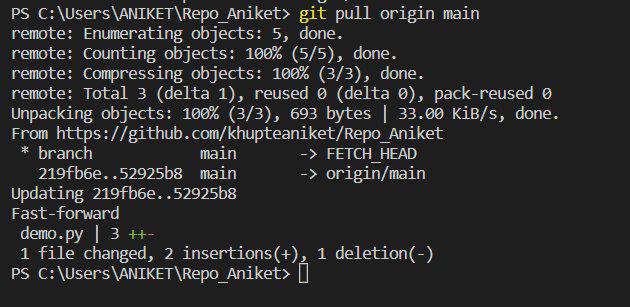 PS C:\Users\ANIKET\Repo_Aniket> git pull origin main
remote: Enumerating objects: 5, done.
remote: Counting objects: 100% (5/5), done.
remote: Compressing objects: 100% (3/3), done.
remote: Total 3 (delta 1), reused 0 (delta 0), pack-reused 0
Unpacking objects: 100% (3/3), 693 bytes | 33.00 KiB/s, done.
From https://github.com/khupteaniket/Repo_Aniket
 * branch            main       -> FETCH_HEAD
   219fb6e..52925b8  main       -> origin/main
Updating 219fb6e..52925b8
Fast-forward
 demo.py | 3 ++-
 1 file changed, 2 insertions(+), 1 deletion(-)
PS C:\Users\ANIKET\Repo_Aniket>